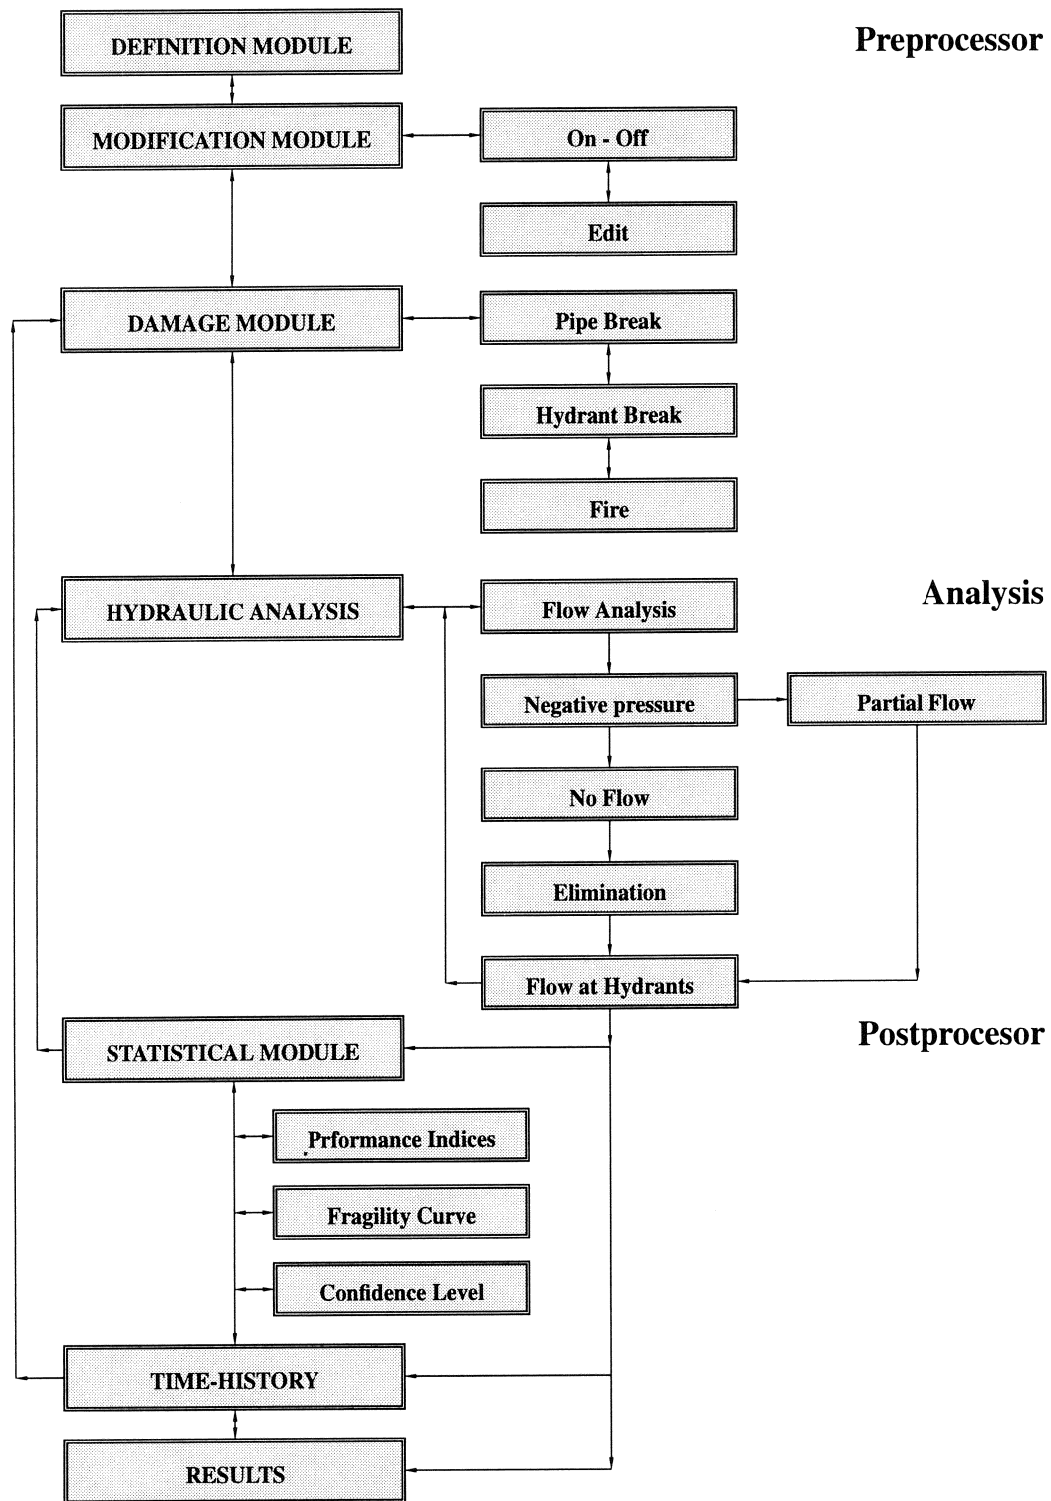 DEFINITION MODULE
Preprocessor
MODIFICATION MODULE
On - Off
Edit
DAMAGE MODULE
Pipe Break
Hydrant Break
Fire
HYDRAULIC ANALYSIS
Flow Analysis
Analysis
Negative pressure
Partial Flow
No Flow
Elimination
Flow at Hydrants
Postprocesor
STATISTICAL MODULE
Prformance Indices
Fragility Curve
Confidence Level
TIME-HISTORY
RESULTS